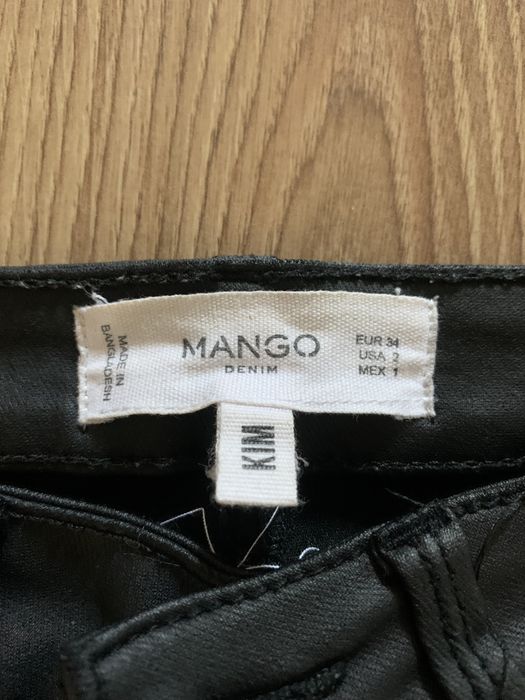 MADE IN
BANGLADESH
MANGO
DENIM
EUR 34
USA 2
MEX 1
KIM